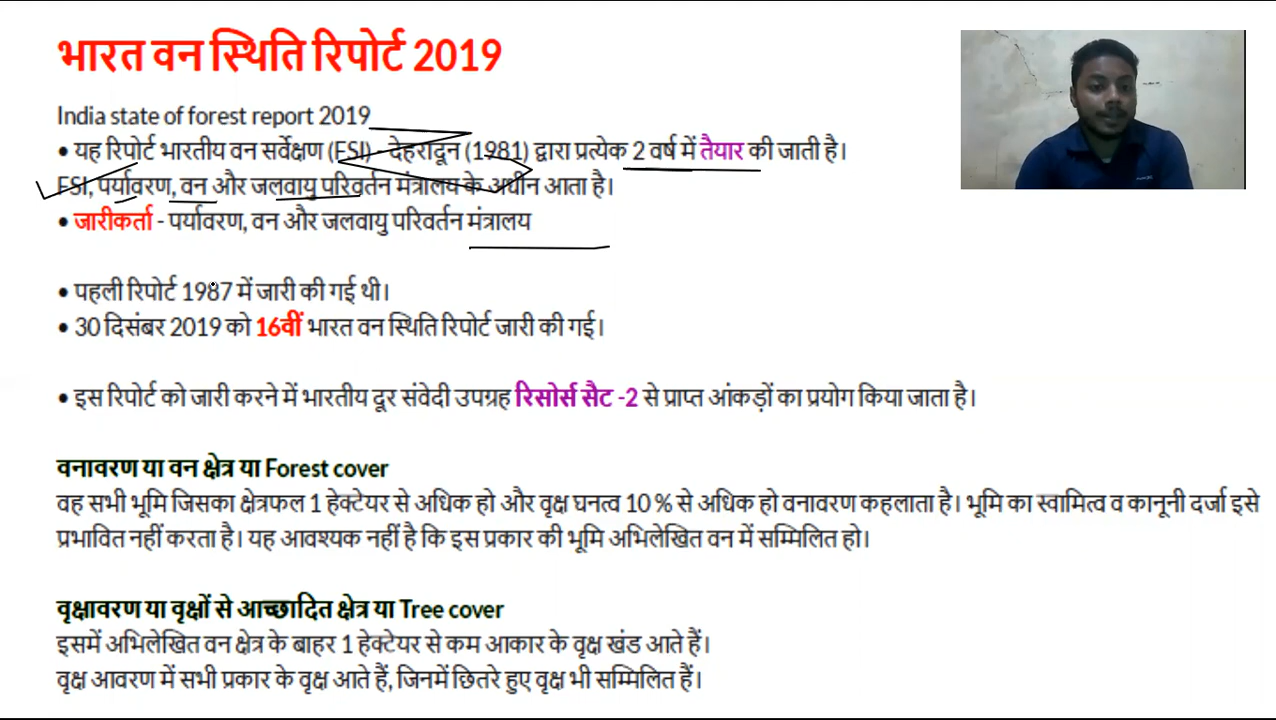 भारत वन स्थिति रिपोर्ट 2019
India state of forest report 2019
• यह रिपोर्ट भारतीय वन सर्वेक्षण (FSI) - देहरादून (1981) द्वारा प्रत्येक 2 वर्ष में तैयार की जाती है।
FSI, पर्यावरण, वन और जलवायु परिवर्तन मंत्रालय के अधीन आता है।
• जारीकर्ता - पर्यावरण, वन और जलवायु परिवर्तन मंत्रालय
• पहली रिपोर्ट 1987 में जारी की गई थी।
• 30 दिसंबर 2019 को 16वीं भारत वन स्थिति रिपोर्ट जारी की गई।
• इस रिपोर्ट को जारी करने में भारतीय दूर संवेदी उपग्रह रिसोर्स सैट -2 से प्राप्त आंकड़ों का प्रयोग किया जाता है।
वनावरण या वन क्षेत्र या Forest cover
वह सभी भूमि जिसका क्षेत्रफल 1 हेक्टेयर से अधिक हो और वृक्ष घनत्व 10 % से अधिक हो वनावरण कहलाता है। भूमि का स्वामित्व व कानूनी दर्जा इसे
प्रभावित नहीं करता है। यह आवश्यक नहीं है कि इस प्रकार की भूमि अभिलेखित वन में सम्मिलित हो।
वृक्षावरण या वृक्षों से आच्छादित क्षेत्र या Tree cover
इसमें अभिलेखित वन क्षेत्र के बाहर 1 हेक्टेयर से कम आकार के वृक्ष खंड आते हैं।
वृक्ष आवरण में सभी प्रकार के वृक्ष आते हैं, जिनमें छितरे हुए वृक्ष भी सम्मिलित हैं।